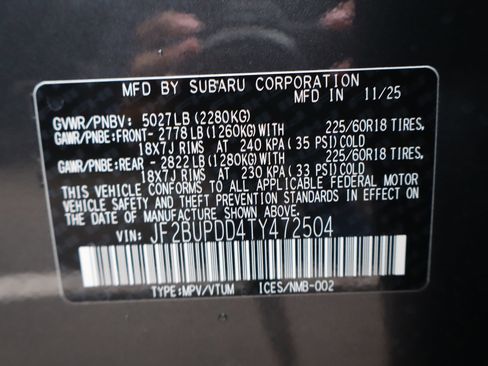 MFD BY SUBARU CORPORATION
MFD IN 11/25
GVWR/PNBV: 5027LB (2280KG)
GAWR/PNBE:FRONT- 2778 LB (1260KG) WITH 225/60R18 TIRES,
18X7J RIMS AT 240 KPA (35 PSI) COLD
GAWR/PNBE:REAR - 2822 LB (1280KG) WITH 225/60R18 TIRES,
18X7J RIMS AT 230 KPA (33 PSI) COLD
THIS VEHICLE CONFORMS TO ALL APPLICABLE FEDERAL MOTOR
VEHICLE SAFETY AND THEFT PREVENTION STANDARDS IN EFFECT ON
THE DATE OF MANUFACTURE SHOWN ABOVE.
VIN: JF2BUPDD4TY472504
TYPE:MPV/VTUM ICES/NMB-002